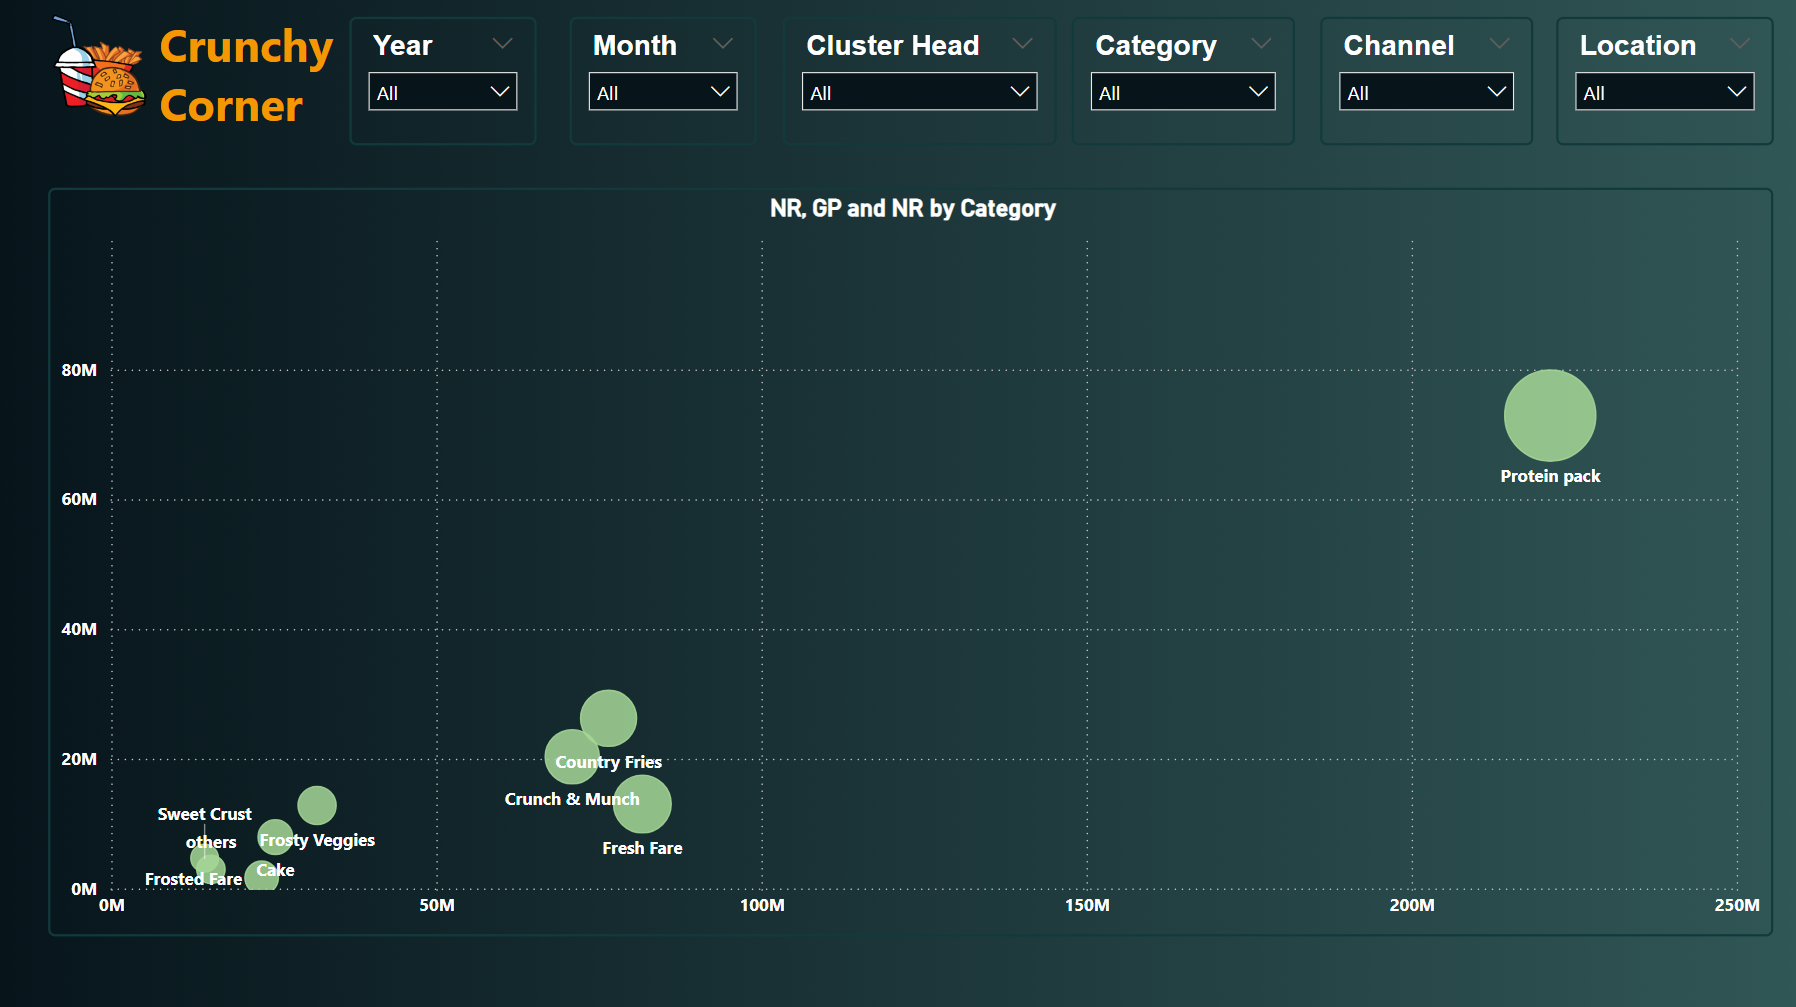 Crunchy
Corner
Year
All
Month
All
Cluster Head
All
Category
All
Channel
All
Location
All
NR, GP and NR by Category
80M
60M
40M
20M
0M
Protein pack
Country Fries
Crunch & Munch
Fresh Fare
Sweet Crust
others
Frosty Veggies
Cake
Frosted Fare
0M
50M
100M
150M
200M
250M